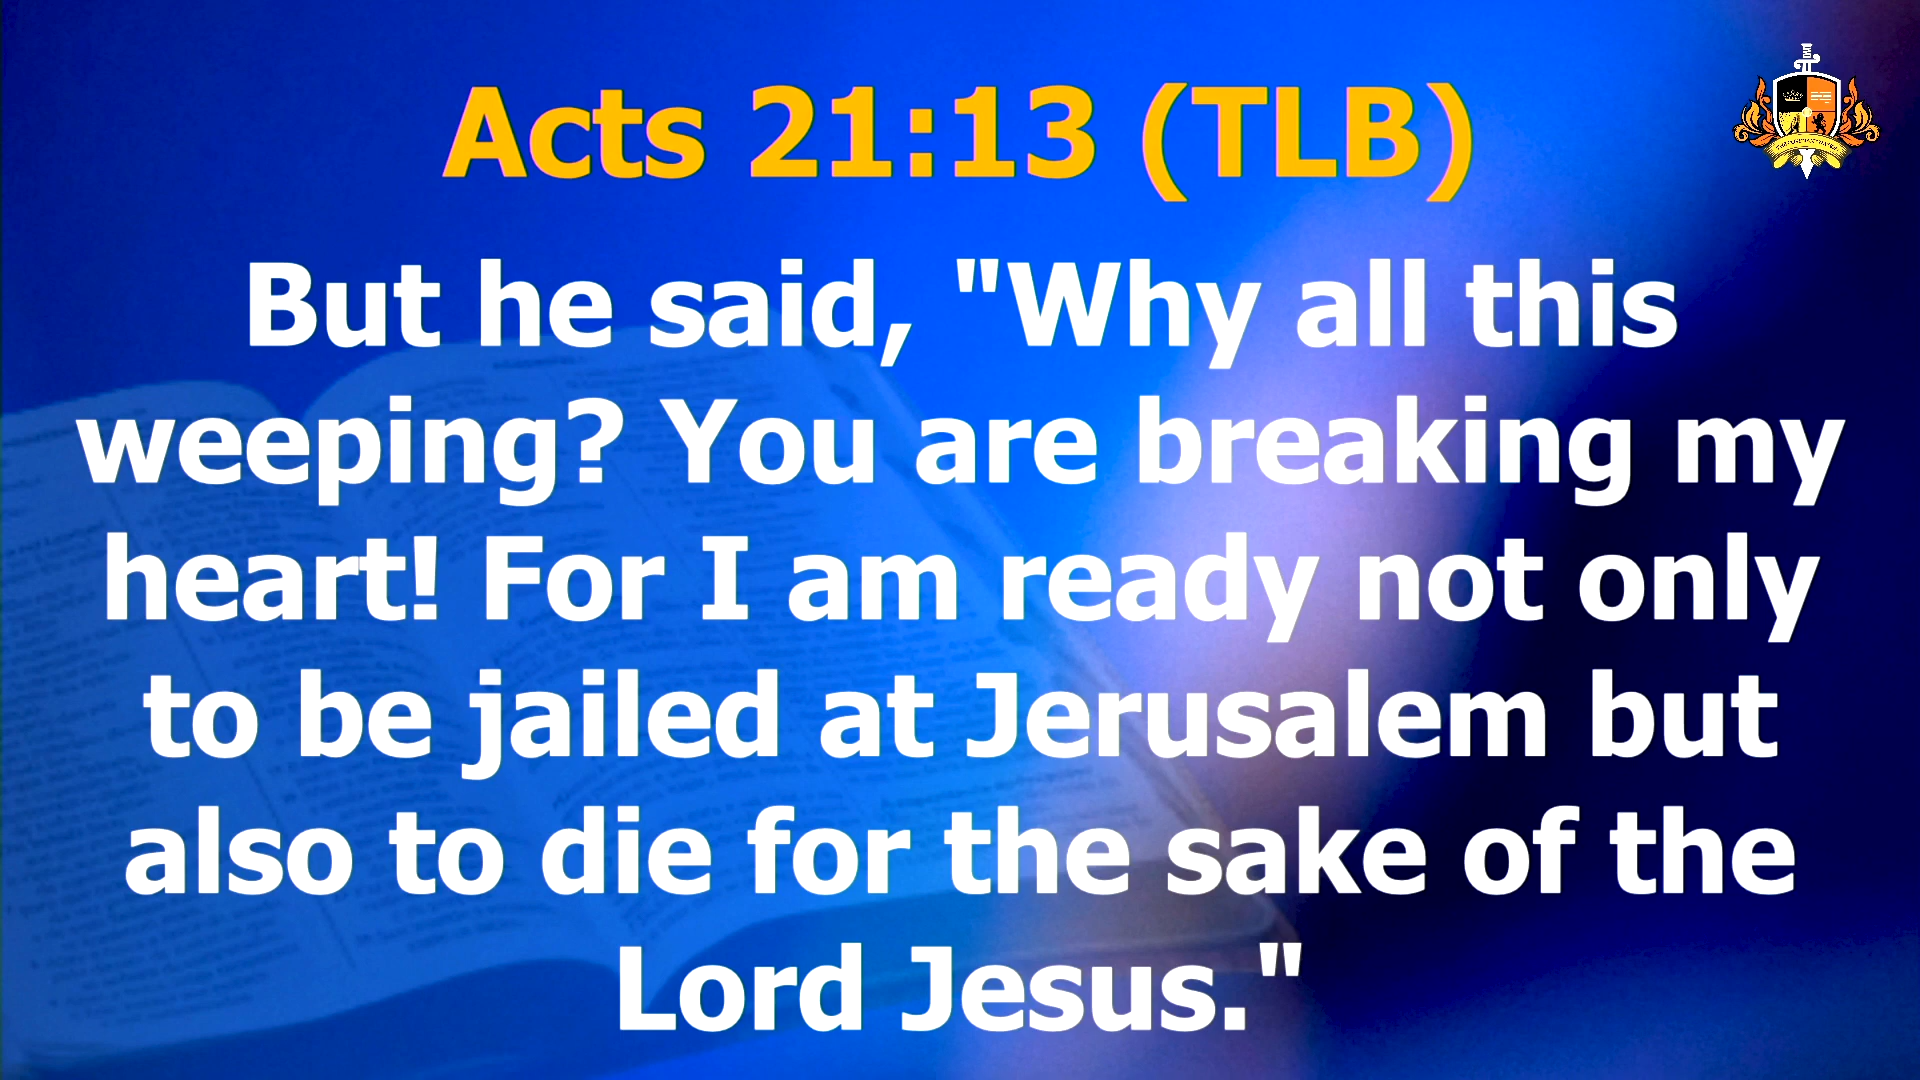 Acts 21:13 (TLB)
But he said, "Why all this
weeping? You are breaking my
heart! For I am ready not only
to be jailed at Jerusalem but
also to die for the sake of the
Lord Jesus."